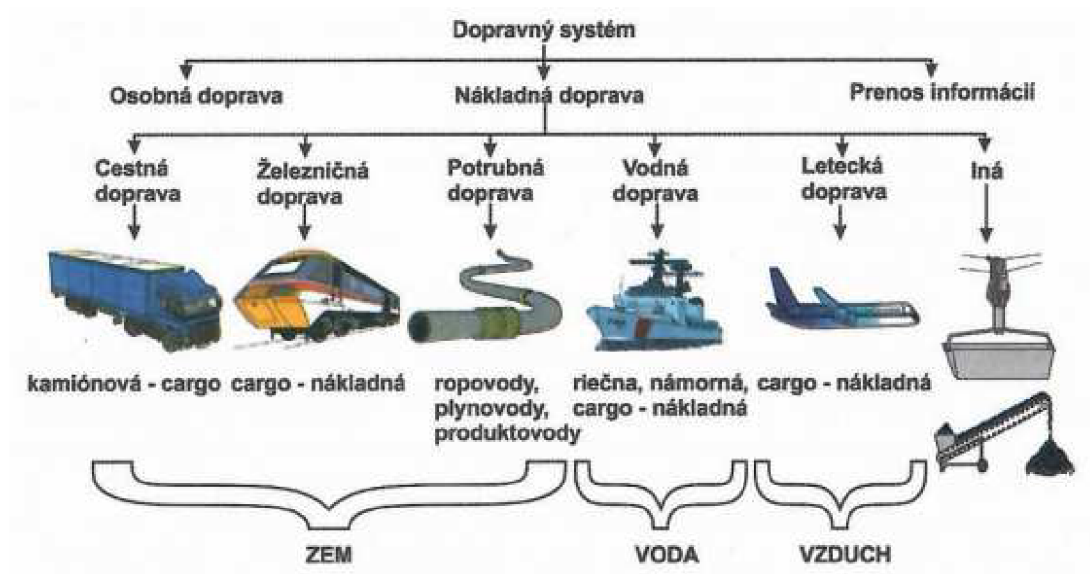 Dopravný systém
Osobná doprava
Nákladná doprava
Prenos informácií
Cestná
doprava
Železničná
doprava
Potrubná
doprava
Vodná
doprava
Letecká
doprava
Iná
kamiónová - cargo
cargo - nákladná
ropovody,
plynovody,
produktovody
riečna, námorná,
cargo - nákladná
cargo - nákladná
ZEM
VODA
VZDUCH